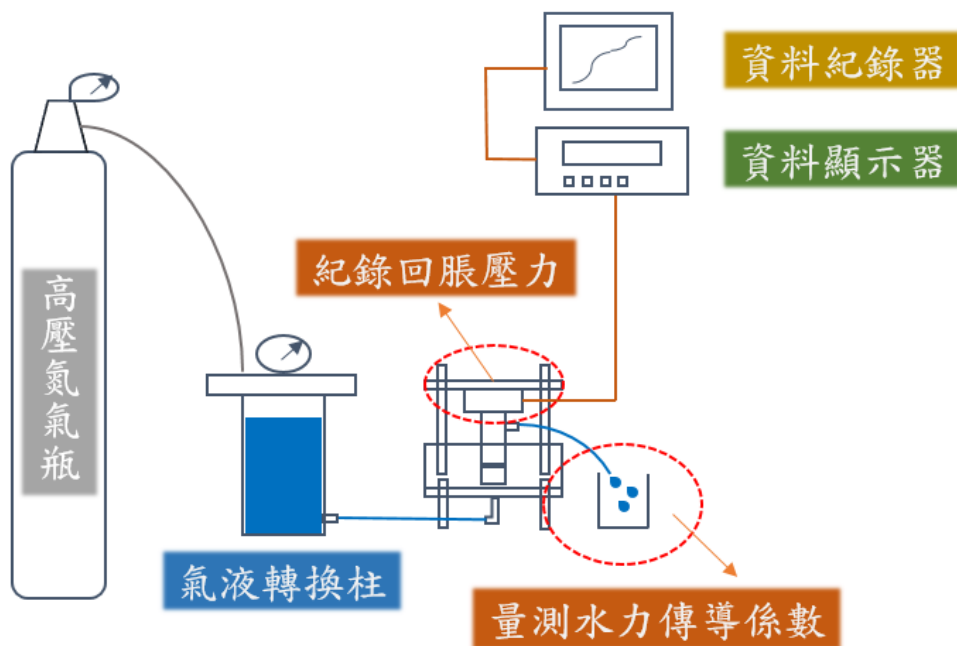 資料紀錄器
資料顯示器
紀錄回脹壓力
高壓氮氣瓶
氣液轉換柱
量測水力傳導係數